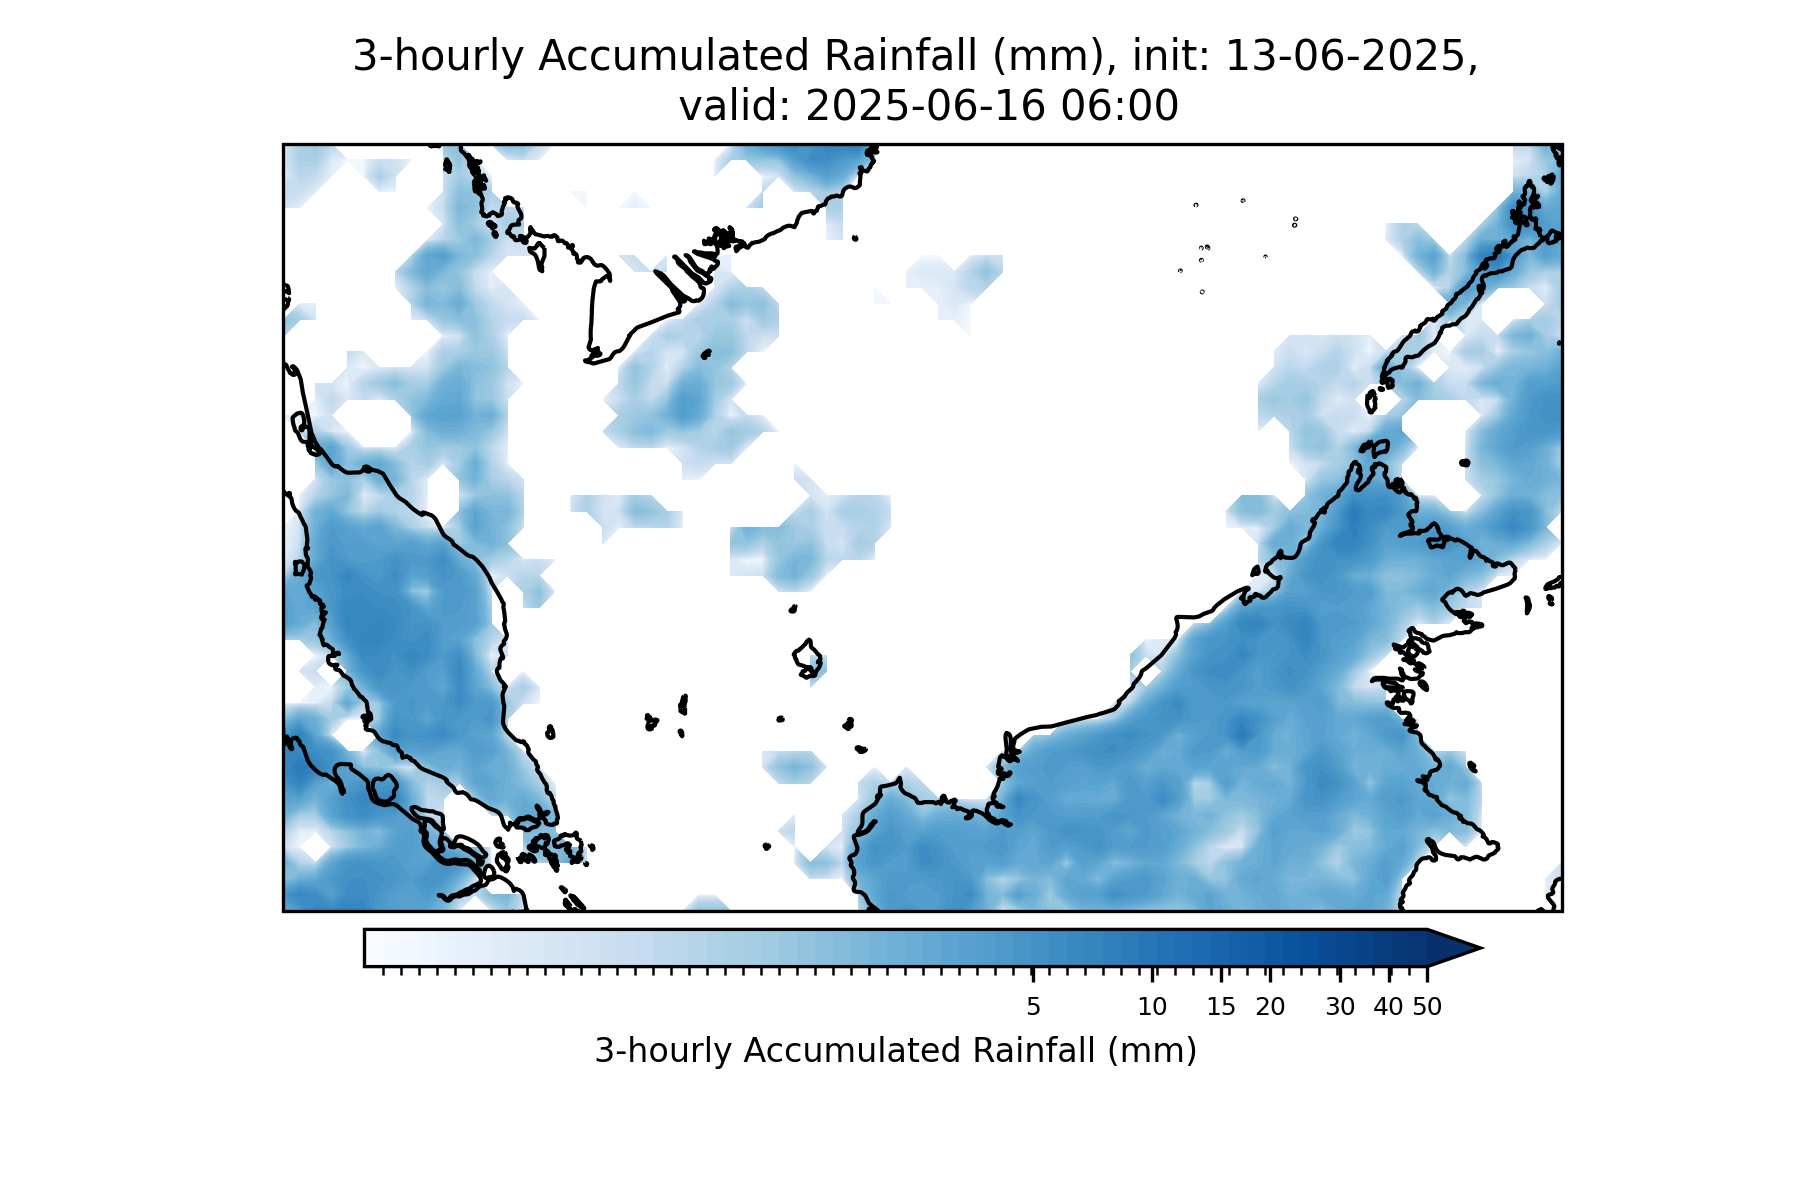 3-hourly Accumulated Rainfall (mm), init: 13-06-2025,
valid: 2025-06-16 06:00
5 10 15 20 30 40 50
3-hourly Accumulated Rainfall (mm)